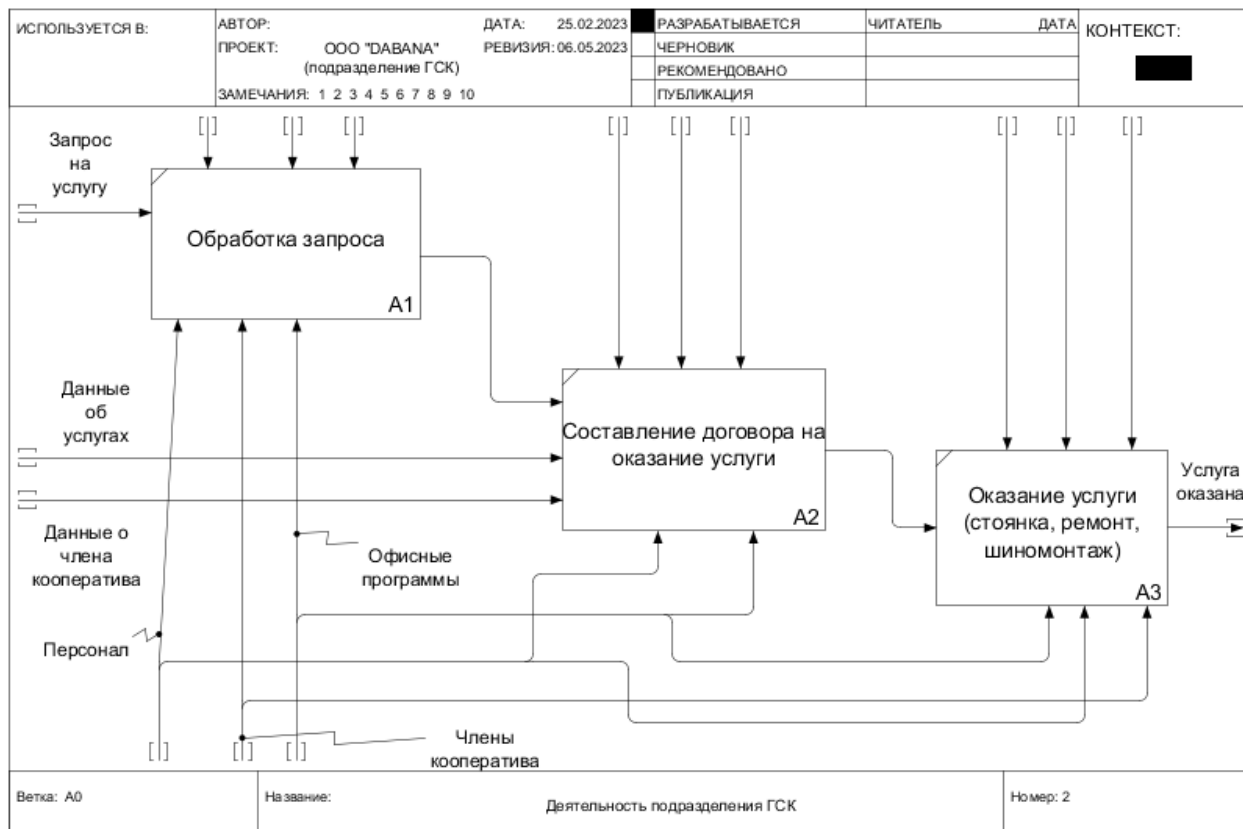 ИСПОЛЬЗУЕТСЯ В:
АВТОР:
ДАТА: 25.02.2023
ПРОЕКТ: ООО "DABANA"
(подразделение ГСК)
РЕВИЗИЯ: 06.05.2023
ЗАМЕЧАНИЯ: 1 2 3 4 5 6 7 8 9 10
РАЗРАБАТЫВАЕТСЯ
ЧЕРНОВИК
РЕКОМЕНДОВАНО
ПУБЛИКАЦИЯ
ЧИТАТЕЛЬ
ДАТА
КОНТЕКСТ:
Запрос
на
услугу
Обработка запроса
A1
Данные
об
услугах
Составление договора на
оказание услуги
A2
Данные о
члена
кооператива
Офисные
программы
Оказание услуги
(стоянка, ремонт,
шиномонтаж)
A3
Услуга
оказана
Персонал
Члены
кооператива
Ветка: A0
Название:
Деятельность подразделения ГСК
Номер: 2